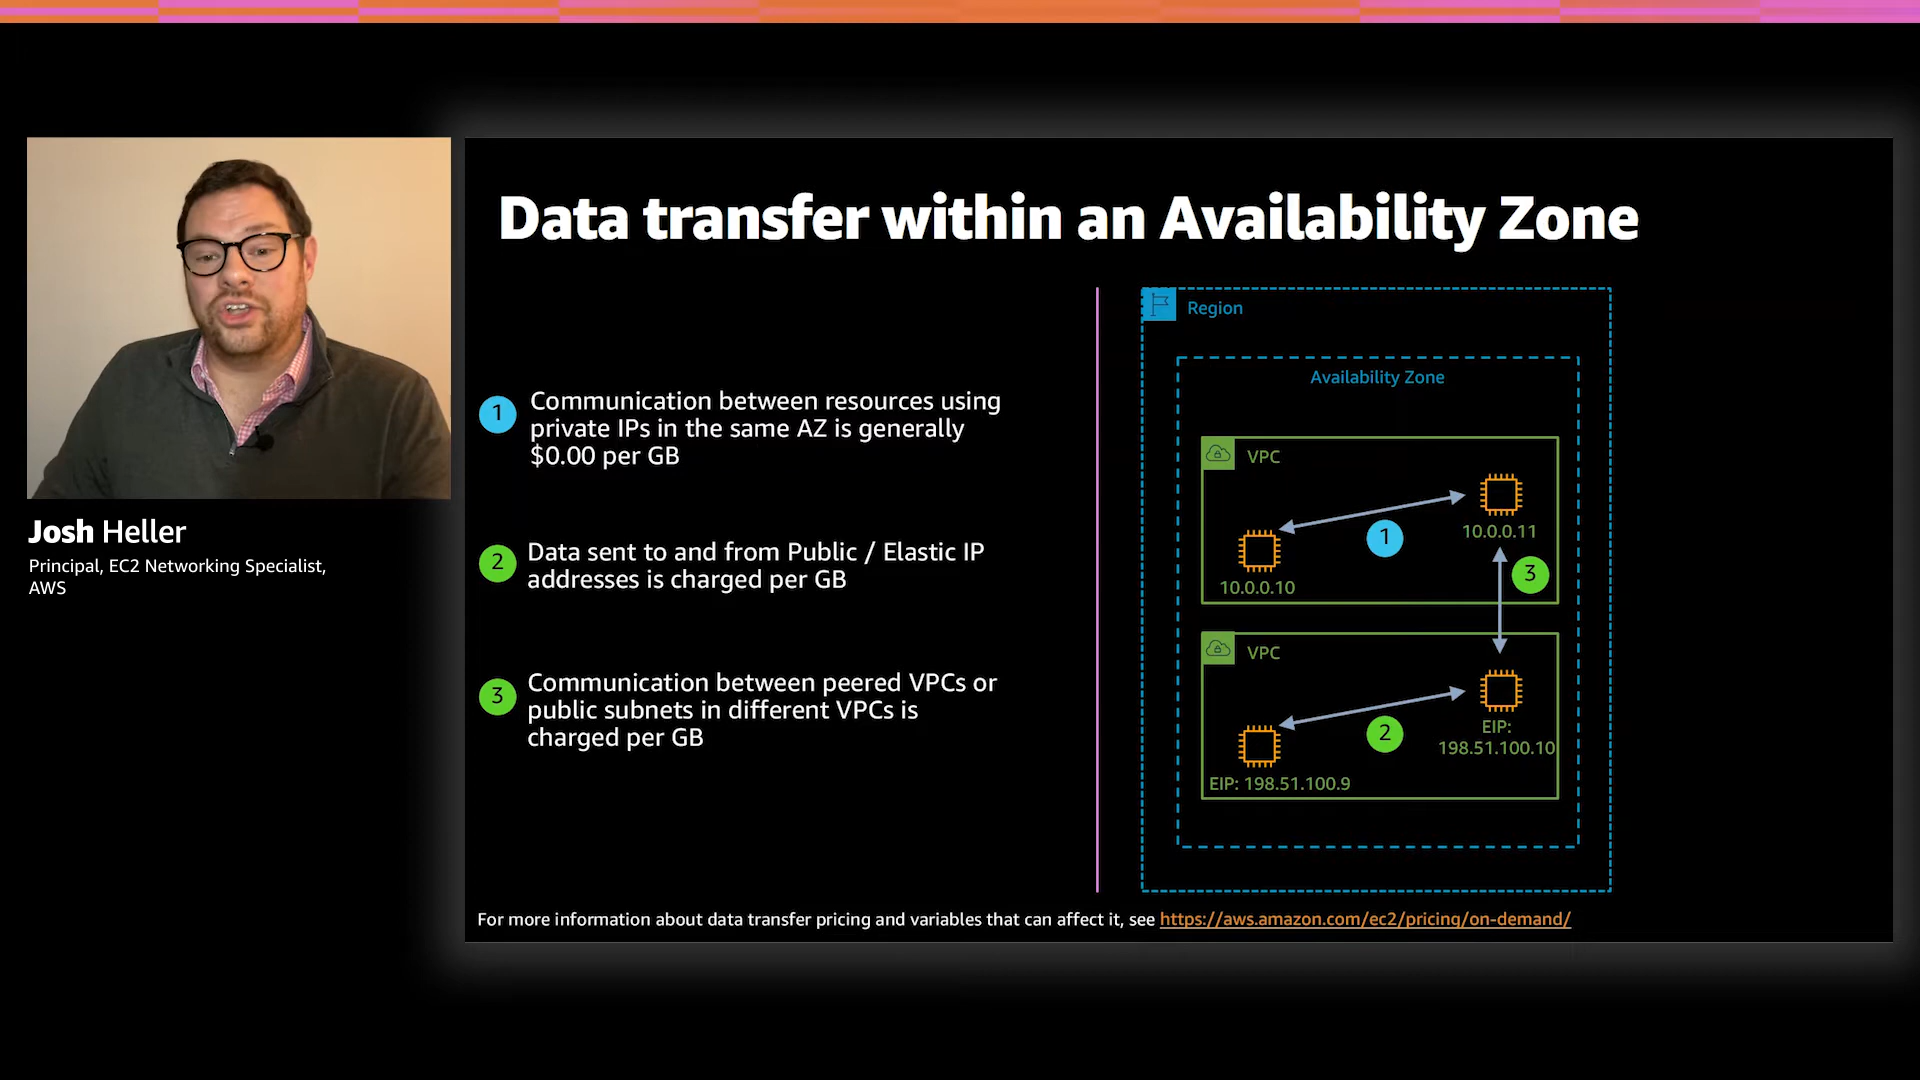 Data transfer within an Availability Zone
Josh Heller
Principal, EC2 Networking Specialist,
AWS
1
Communication between resources using
private IPs in the same AZ is generally
$0.00 per GB
2
Data sent to and from Public / Elastic IP
addresses is charged per GB
3
Communication between peered VPCs or
public subnets in different VPCs is
charged per GB
Region
Availability Zone
VPC
10.0.0.11
1
10.0.0.10
3
VPC
2
EIP:
198.51.100.10
EIP: 198.51.100.9
For more information about data transfer pricing and variables that can affect it, see https://aws.amazon.com/ec2/pricing/on-demand/